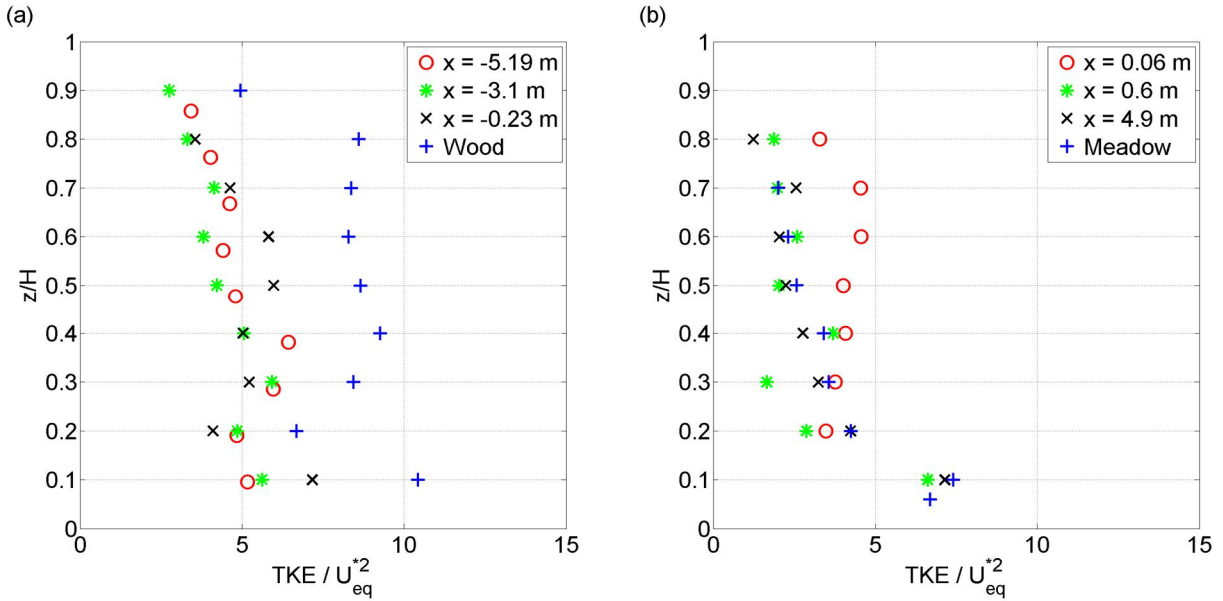 (a)
1
0.9
0.8
0.7
0.6
0.5
0.4
0.3
0.2
0.1
0
z/H
0 5 10 15
TKE / U*2eq
x = -5.19 m
x = -3.1 m
x = -0.23 m
Wood
(b)
1
0.9
0.8
0.7
0.6
0.5
0.4
0.3
0.2
0.1
0
z/H
0 5 10 15
TKE / U*2eq
x = 0.06 m
x = 0.6 m
x = 4.9 m
Meadow